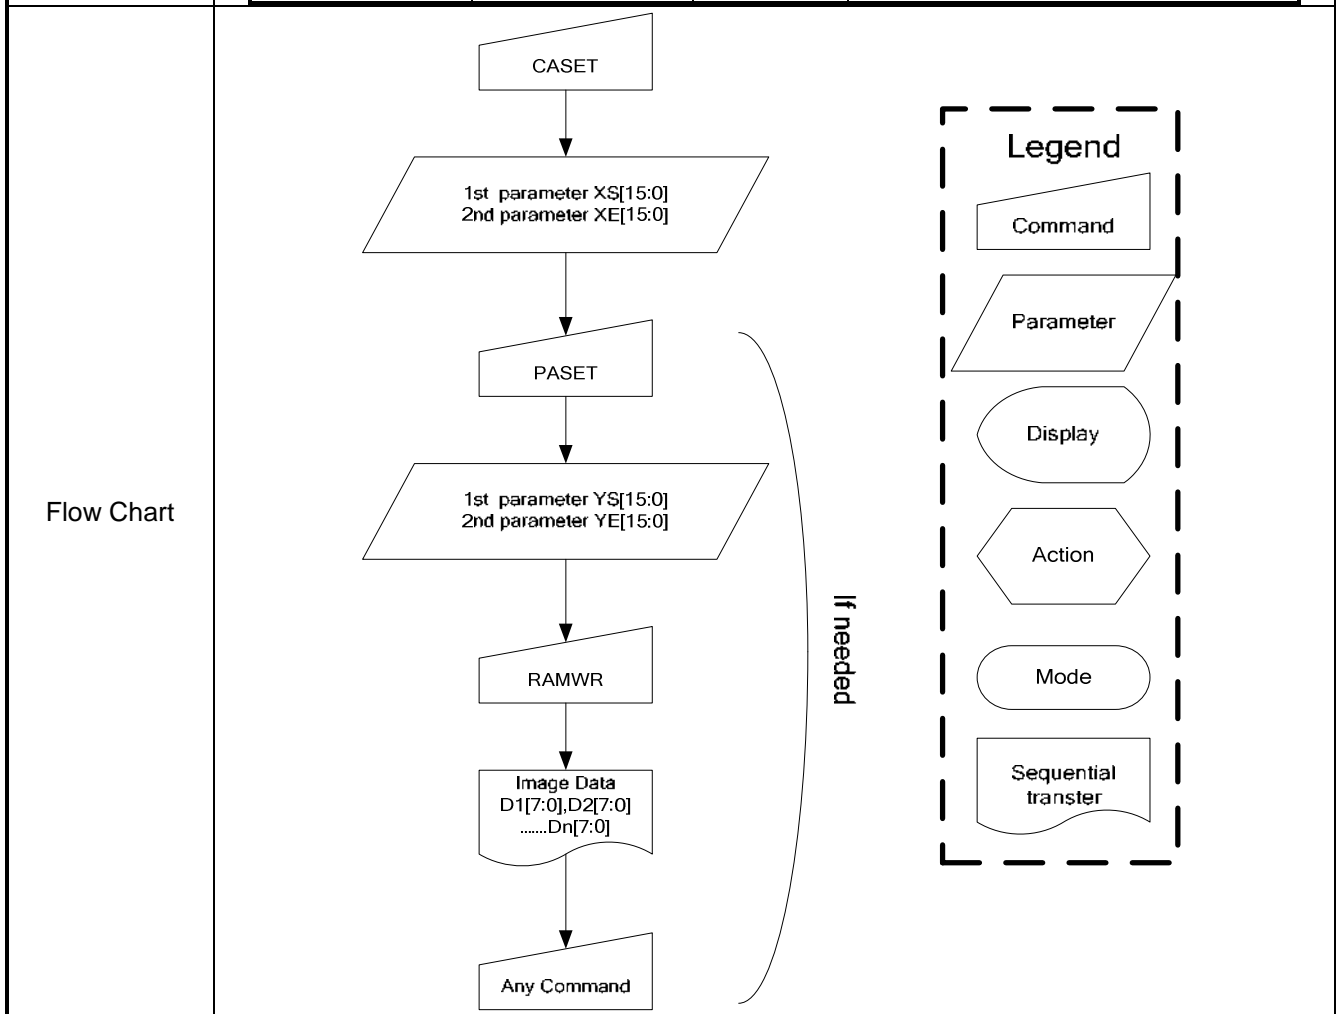 Flow Chart
CASET
1st parameter XS[15:0]
2nd parameter XE[15:0]
PASET
1st parameter YS[15:0]
2nd parameter YE[15:0]
RAMWR
Image Data
D1[7:0],D2[7:0]
.......Dn[7:0]
Any Command
If needed
Legend
Command
Parameter
Display
Action
Mode
Sequential
transter